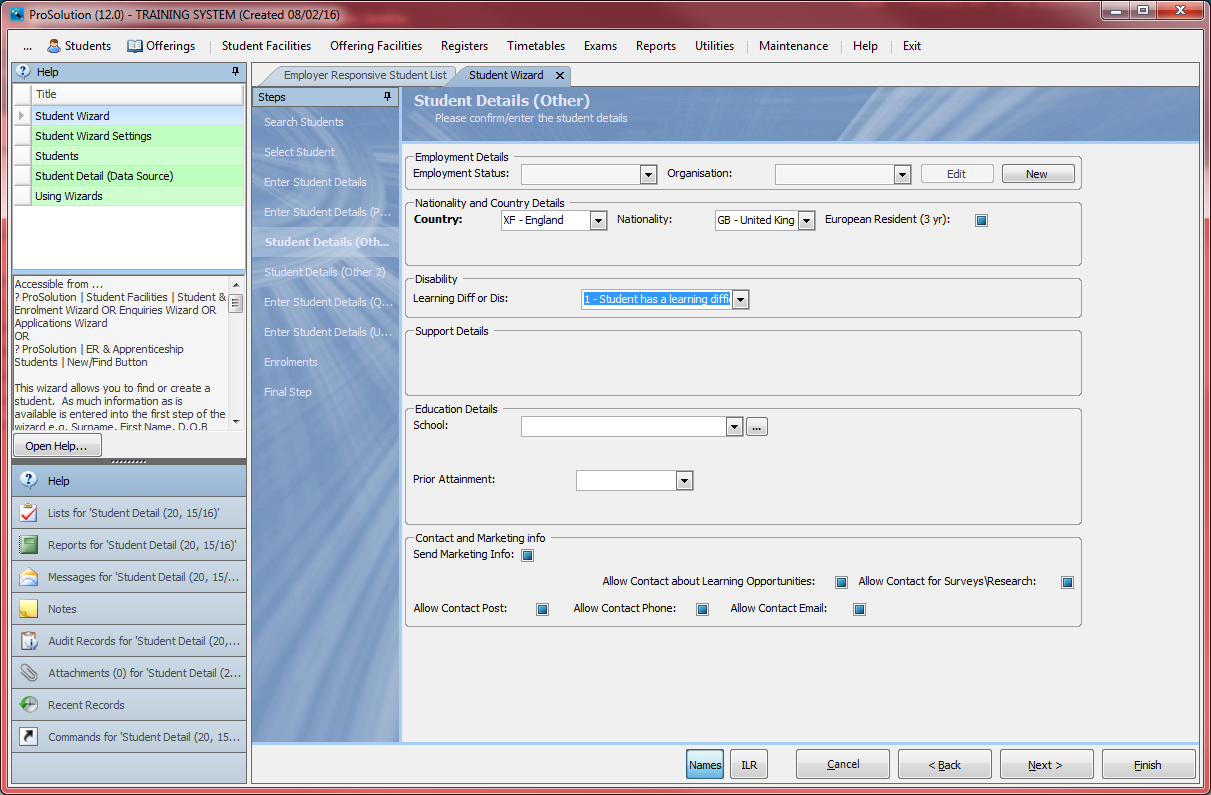 ProSolution (12.0) - TRAINING SYSTEM (Created 08/02/16)
... Students Offerings Student Facilities Offering Facilities Registers Timetables Exams Reports Utilities Maintenance Help Exit
Help
Title
Student Wizard
Student Wizard Settings
Students
Student Detail (Data Source)
Using Wizards
Accessible from ...
? ProSolution | Student Facilities | Student &
Enrolment Wizard OR Enquiries Wizard OR
Applications Wizard
OR
? ProSolution | ER & Apprenticeship
Students | New/Find Button
This wizard allows you to find or create a
student. As much information as is
available is entered into the first step of the
wizard e.g. Surname, First Name, D.O.B
Open Help...
Help
Lists for 'Student Detail (20, 15/16)'
Reports for 'Student Detail (20, 15/16)'
Messages for 'Student Detail (20, 15/...
Notes
Audit Records for 'Student Detail (20,...
Attachments (0) for 'Student Detail (2...
Recent Records
Commands for 'Student Detail (20, 15...
Employer Responsive Student List Student Wizard
Steps
Search Students
Select Student
Enter Student Details
Enter Student Details (P...
Student Details (Oth...
Student Details (Other 2)
Enter Student Details (Q...
Enter Student Details (U...
Enrolments
Final Step
Student Details (Other)
Please confirm/enter the student details
Employment Details
Employment Status: Organisation: Edit New
Nationality and Country Details
Country: XF - England Nationality: GB - United King European Resident (3 yr):
Disability
Learning Diff or Dis: 1 - Student has a learning diffi
Support Details
Education Details
School: ...
Prior Attainment:
Contact and Marketing info
Send Marketing Info:
Allow Contact about Learning Opportunities: Allow Contact for Surveys\Research:
Allow Contact Post: Allow Contact Phone: Allow Contact Email:
Names ILR Cancel < Back Next > Finish